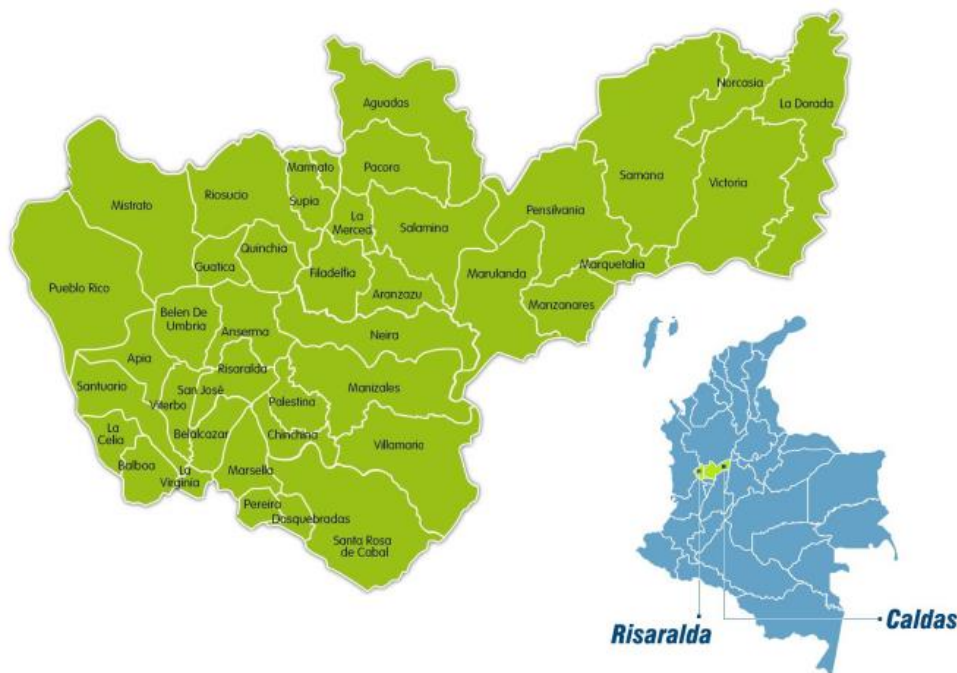 Norcasia
La Dorada
Aguadas
Marmato
Pacora
Samana
Victoria
Riosucio
Supia
Mistrato
La
Merced
Salamina
Pensilvania
Quinchia
Guatica
Filadelfia
Marulanda
Marquetalia
Pueblo Rico
Aranzazu
Manzanares
Belen De
Umbria
Anserma
Neira
Apia
Risaralda
Santuario
San José
Manizales
Viterbo
Palestina
La
Celia
Belalcazar
Chinchina
Villamaria
Balboa
La
Virginia
Marsella
Pereira
Dosquebradas
Santa Rosa
de Cabal
Risaralda
Caldas